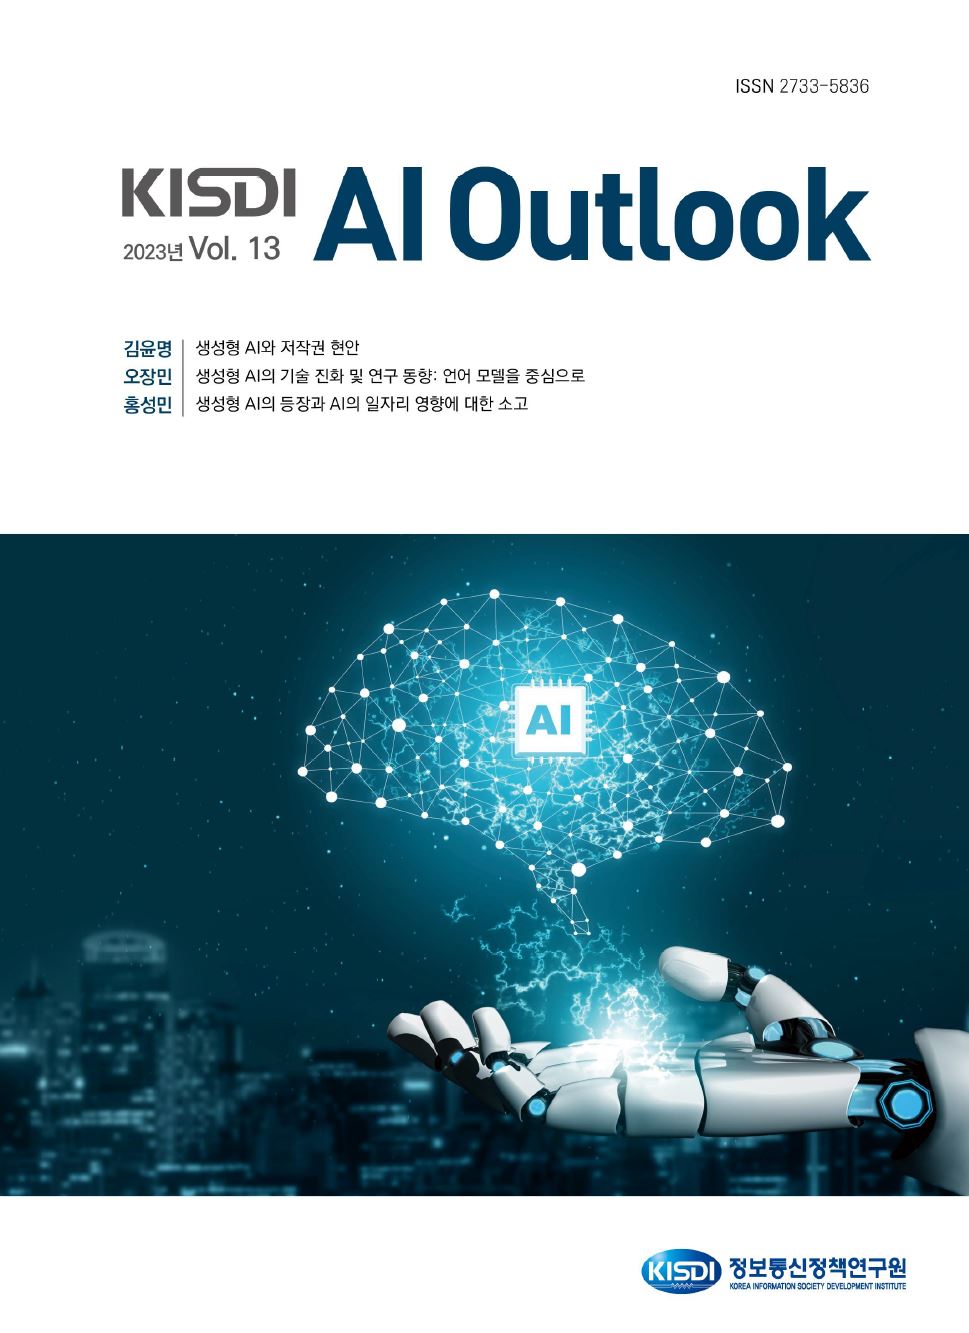 ISSN 2733-5836
KISDI AI Outlook
2023년 Vol. 13
김윤명 생성형 AI와 저작권 현안
오장민 생성형 AI의 기술 진화 및 연구 동향: 언어 모델을 중심으로
홍성민 생성형 AI의 등장과 AI의 일자리 영향에 대한 소고
AI
KISDI 정보통신정책연구원
KOREA INFORMATION SOCIETY DEVELOPMENT INSTITUTE